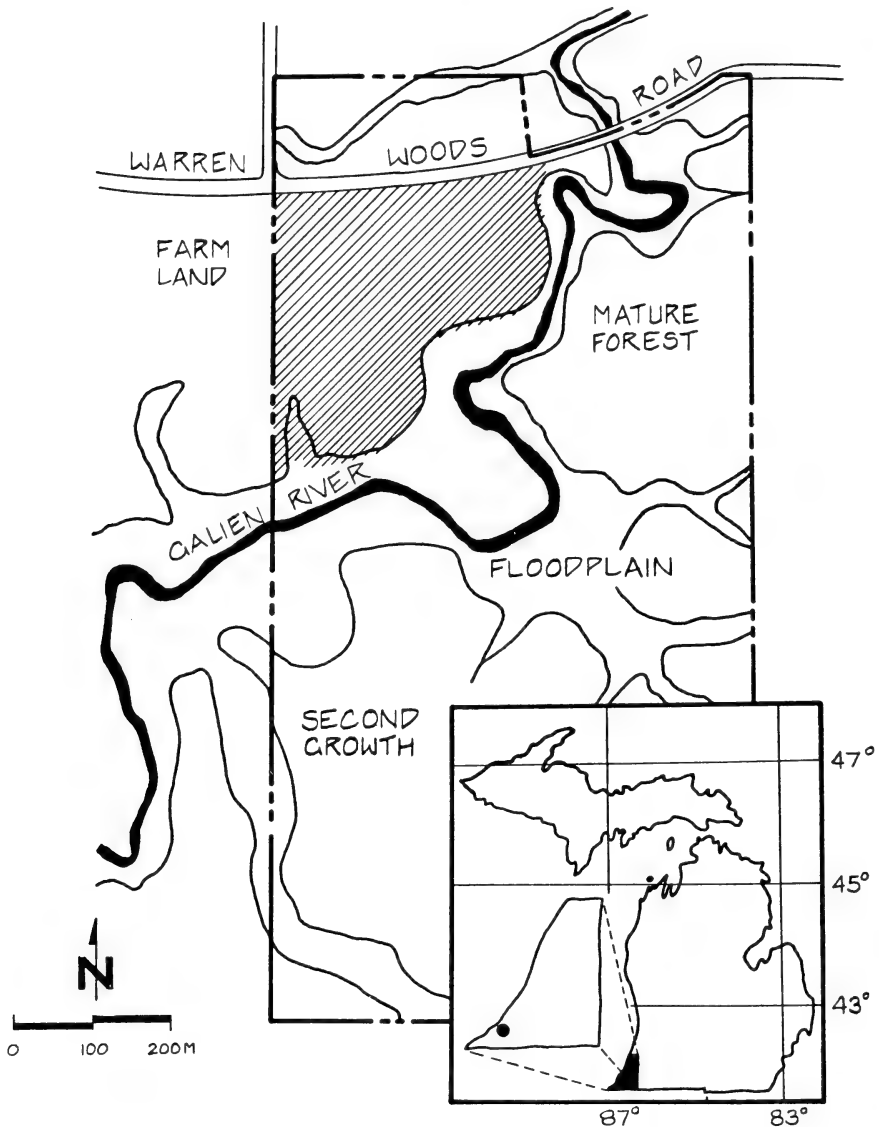 ROAD
WARREN WOODS
FARM
LAND
MATURE
FOREST
GALIEN RIVER
FLOODPLAIN
SECOND
GROWTH
47°
45°
N
43°
0 100 200M
87° 83°